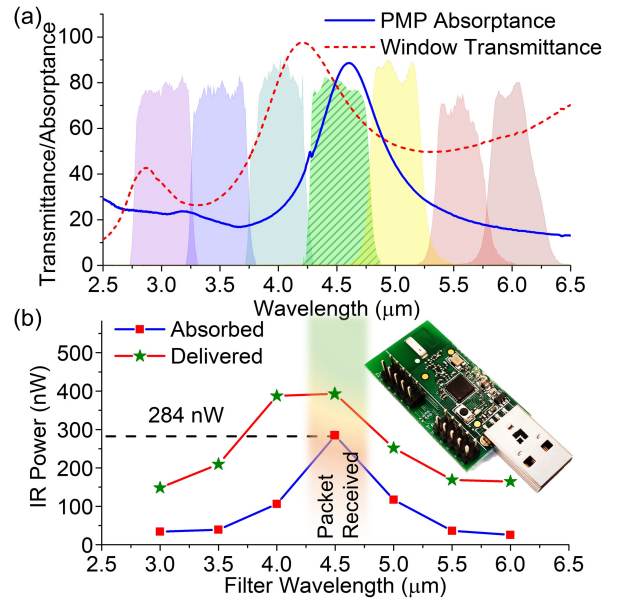 (a)
PMP Absorptance
Window Transmittance
Transmittance/Absorptance
100
80
60
40
20
0
2.5 3.0 3.5 4.0 4.5 5.0 5.5 6.0 6.5
Wavelength (μm)
(b)
Absorbed
Delivered
IR Power (nW)
500
400
300
200
100
0
284 nW
Packet
Received
2.5 3.0 3.5 4.0 4.5 5.0 5.5 6.0 6.5
Filter Wavelength (μm)